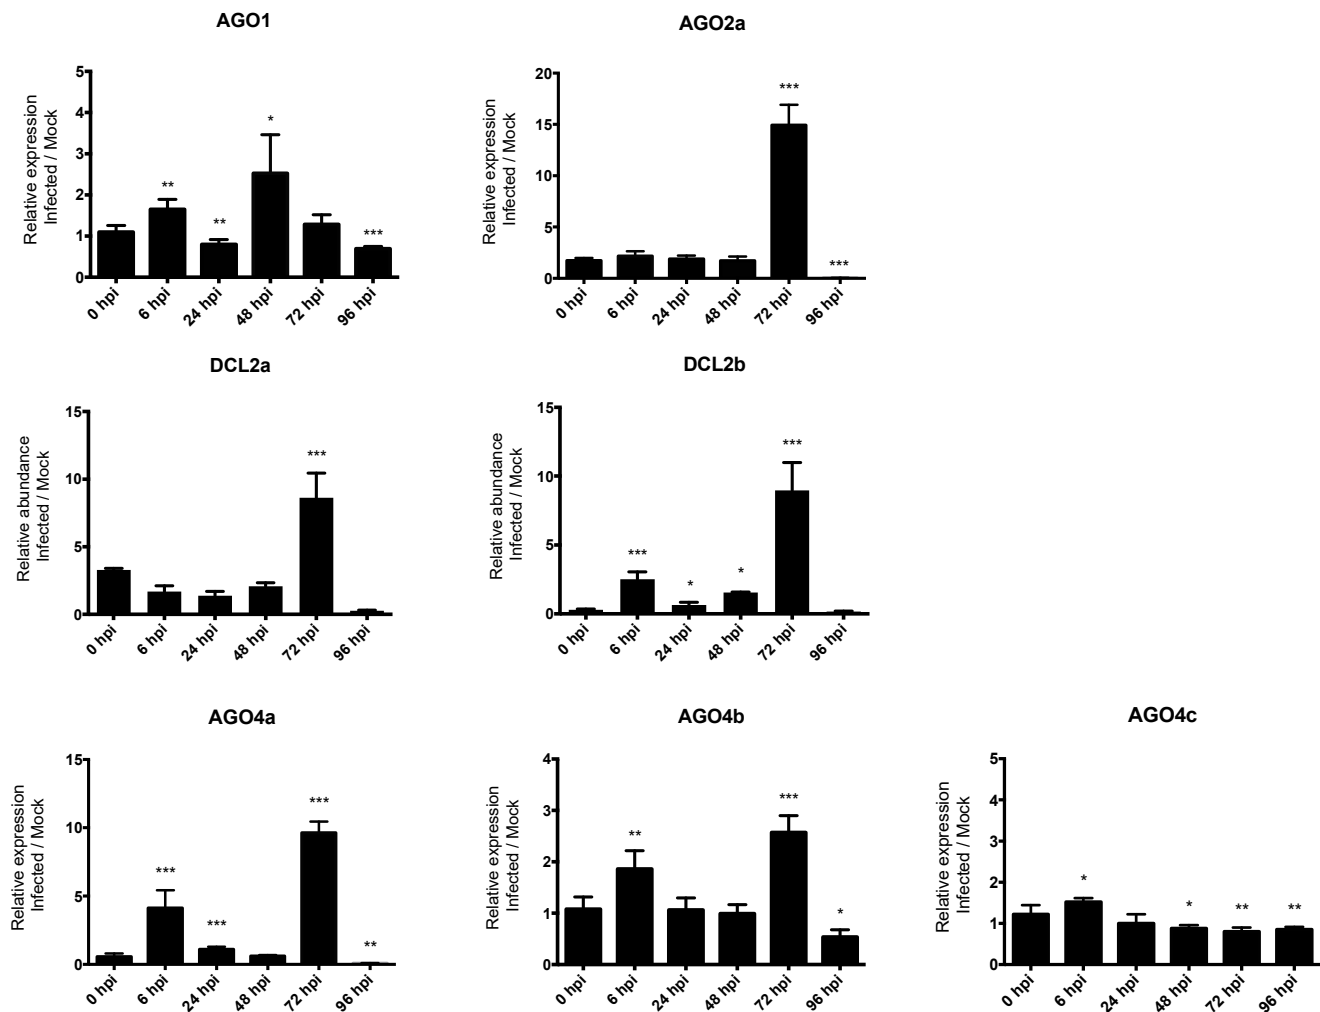 AGO1
Relative expression
Infected / Mock
5
4
3
2
1
0
**
**
*
***
0 hpi
6 hpi
24 hpi
48 hpi
72 hpi
96 hpi
AGO2a
Relative expression
Infected / Mock
20
15
10
5
0
***
***
0 hpi
6 hpi
24 hpi
48 hpi
72 hpi
96 hpi
DCL2a
Relative abundance
Infected / Mock
15
10
5
0
***
0 hpi
6 hpi
24 hpi
48 hpi
72 hpi
96 hpi
DCL2b
Relative abundance
Infected / Mock
15
10
5
0
***
*
*
***
0 hpi
6 hpi
24 hpi
48 hpi
72 hpi
96 hpi
AGO4a
Relative expression
Infected / Mock
15
10
5
0
***
***
***
**
0 hpi
6 hpi
24 hpi
48 hpi
72 hpi
96 hpi
AGO4b
Relative expression
Infected / Mock
4
3
2
1
0
**
***
*
0 hpi
6 hpi
24 hpi
48 hpi
72 hpi
96 hpi
AGO4c
Relative expression
Infected / Mock
5
4
3
2
1
0
*
*
**
**
0 hpi
6 hpi
24 hpi
48 hpi
72 hpi
96 hpi